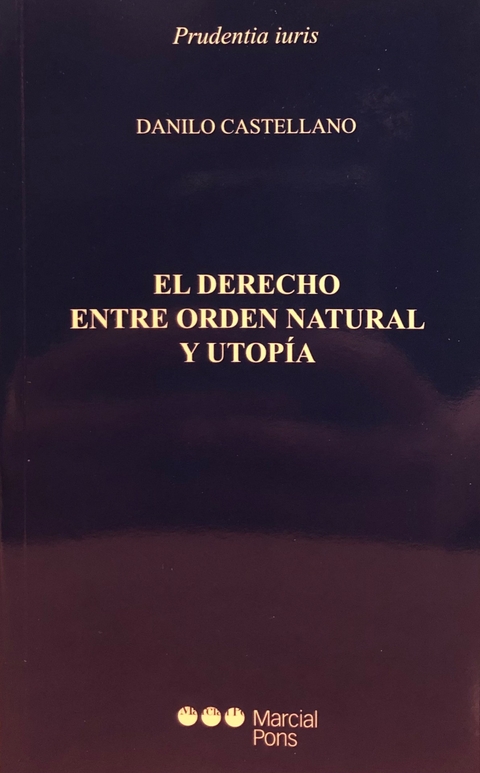 Prudentia iuris
DANILO CASTELLANO
EL DERECHO
ENTRE ORDEN NATURAL
Y UTOPÍA
Marcial
Pons